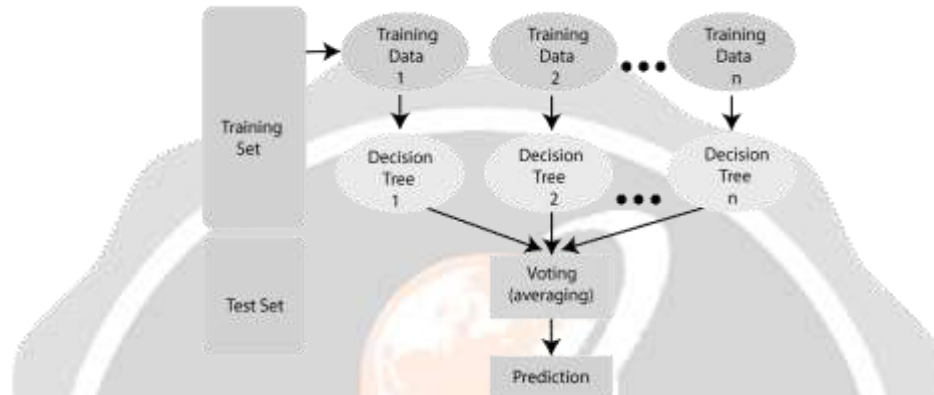 Training
Data
1
Training
Data
2
Training
Data
n
Training
Set
Decision
Tree
1
Decision
Tree
2
Decision
Tree
n
Test Set
Voting
(averaging)
Prediction